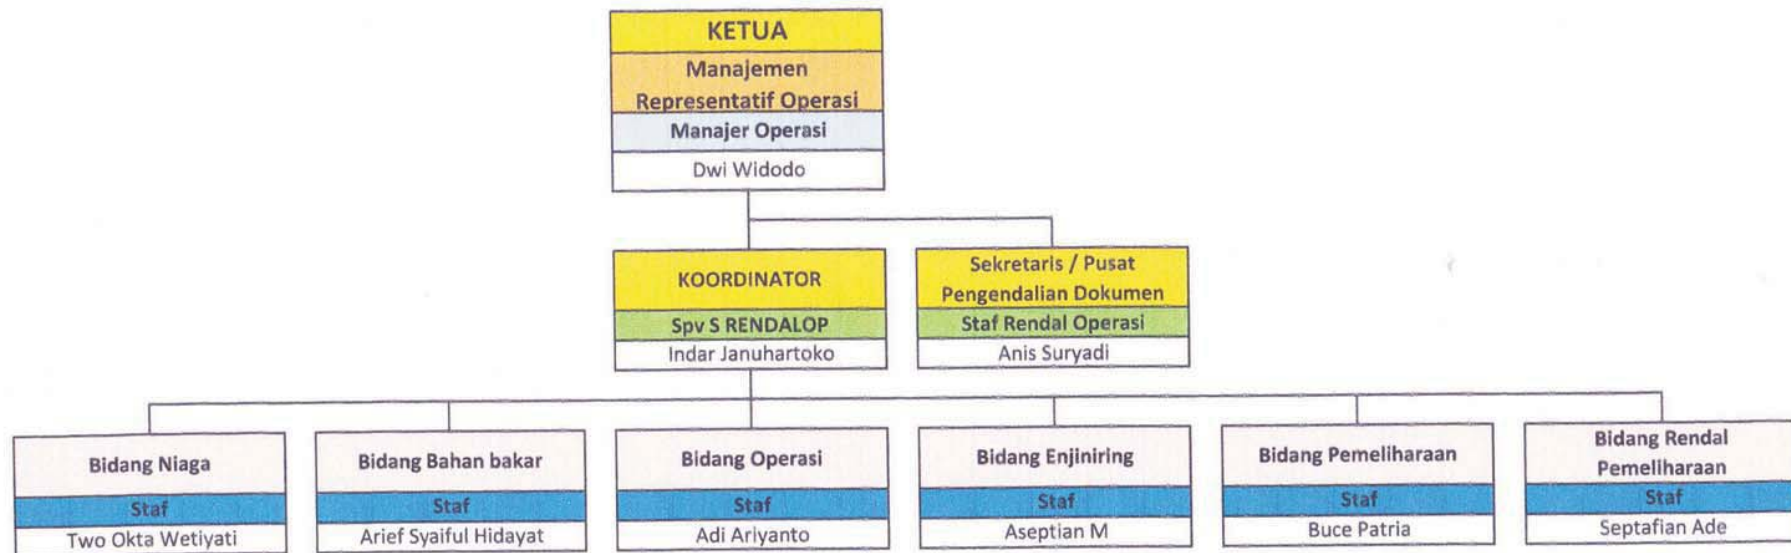 KETUA
Manajemen
Representatif Operasi
Manajer Operasi
Dwi Widodo
KOORDINATOR
Spv S RENDALOP
Indar Januhartoko
Sekretaris / Pusat
Pengendalian Dokumen
Staf Rendal Operasi
Anis Suryadi
Bidang Niaga
Staf
Two Okta Wetiyati
Bidang Bahan bakar
Staf
Arief Syaiful Hidayat
Bidang Operasi
Staf
Adi Ariyanto
Bidang Enjiniring
Staf
Aseptian M
Bidang Pemeliharaan
Staf
Buce Patria
Bidang Rendal
Pemeliharaan
Staf
Septafian Ade